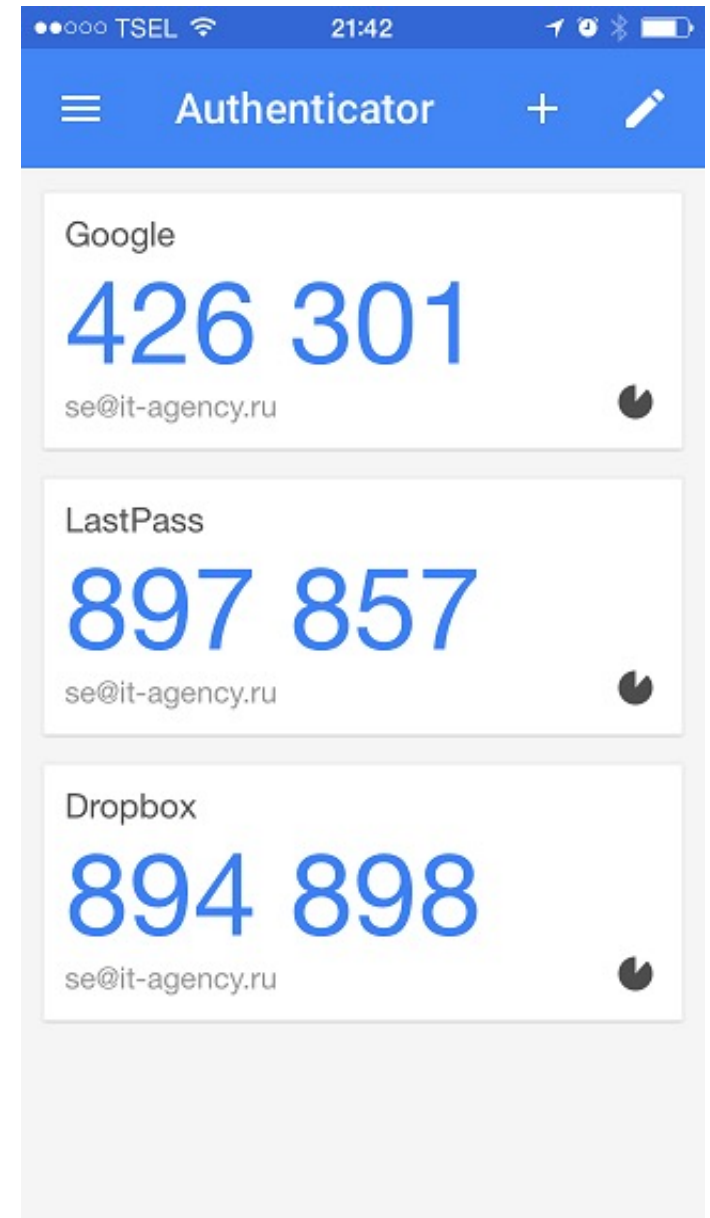 TSEL 21:42
Authenticator
Google
426 301
se@it-agency.ru
LastPass
897 857
se@it-agency.ru
Dropbox
894 898
se@it-agency.ru